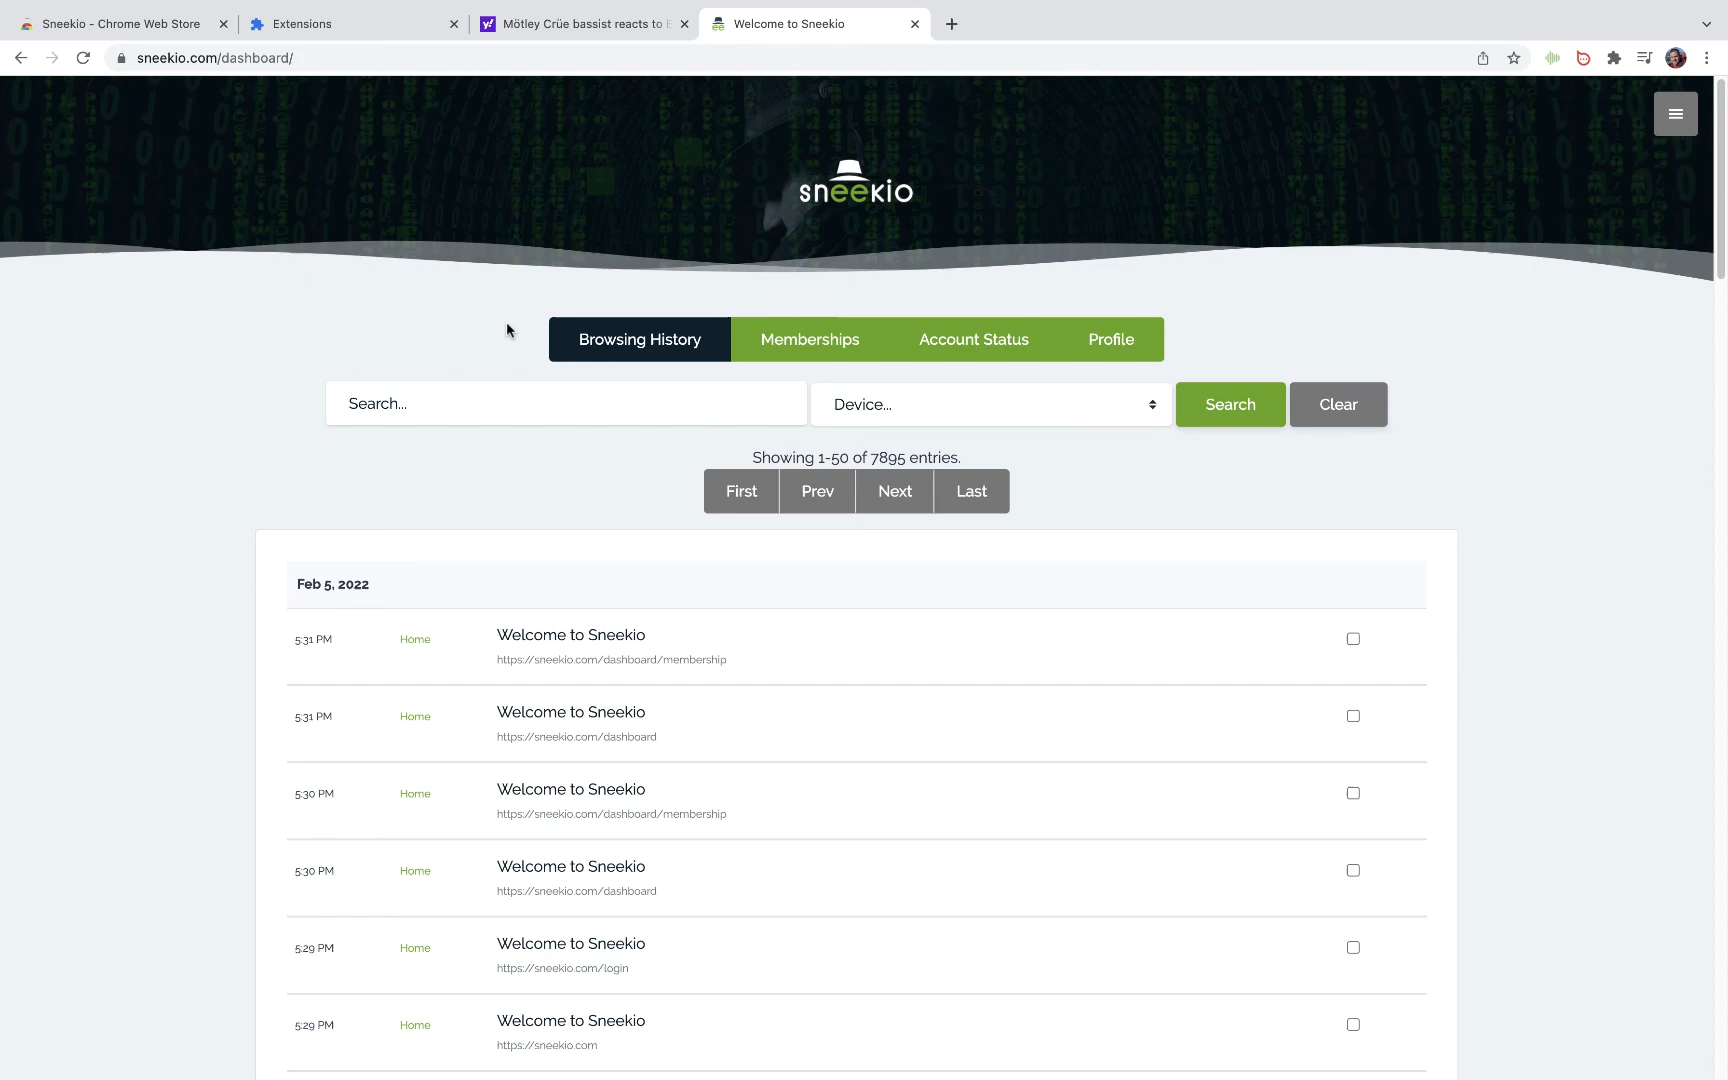 Sneekio - Chrome Web Store
Extensions
Mötley Crüe bassist reacts to
Welcome to Sneekio
sneekio.com/dashboard/
sneekio
Browsing History
Memberships
Account Status
Profile
Search...
Device...
Search
Clear
Showing 1-50 of 7895 entries.
First
Prev
Next
Last
Feb 5, 2022
5:31 PM Home Welcome to Sneekio
https://sneekio.com/dashboard/membership
5:31 PM Home Welcome to Sneekio
https://sneekio.com/dashboard
5:30 PM Home Welcome to Sneekio
https://sneekio.com/dashboard/membership
5:30 PM Home Welcome to Sneekio
https://sneekio.com/dashboard
5:29 PM Home Welcome to Sneekio
https://sneekio.com/login
5:29 PM Home Welcome to Sneekio
https://sneekio.com